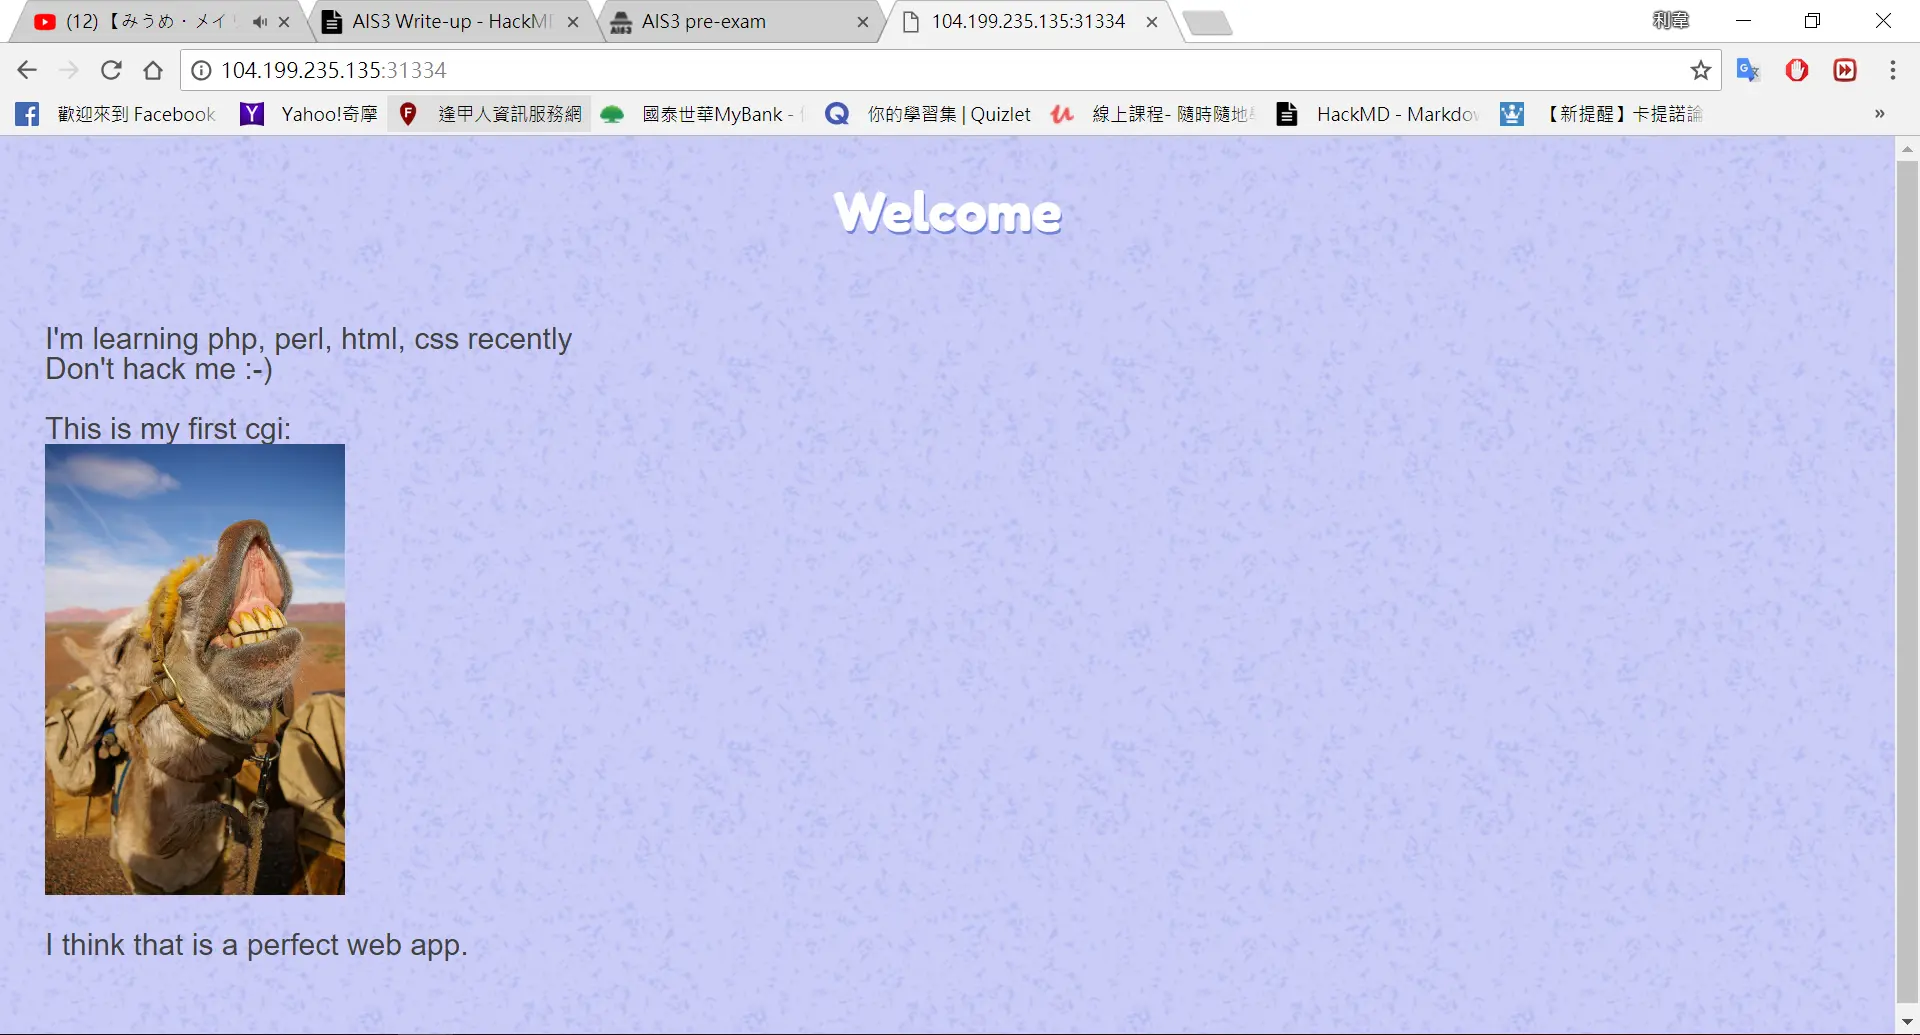 (12)【みうめ・メイリ
AIS3 Write-up - HackM
AIS3 pre-exam
104.199.235.135:31334
利韋
104.199.235.135:31334
歡迎來到 Facebook
Yahoo!奇摩
逢甲人資訊服務網
國泰世華MyBank -
你的學習集 | Quizlet
線上課程- 隨時隨地
HackMD - Markdo
【新提醒】卡提諾論
»
Welcome
I'm learning php, perl, html, css recently
Don't hack me :-)
This is my first cgi:
I think that is a perfect web app.